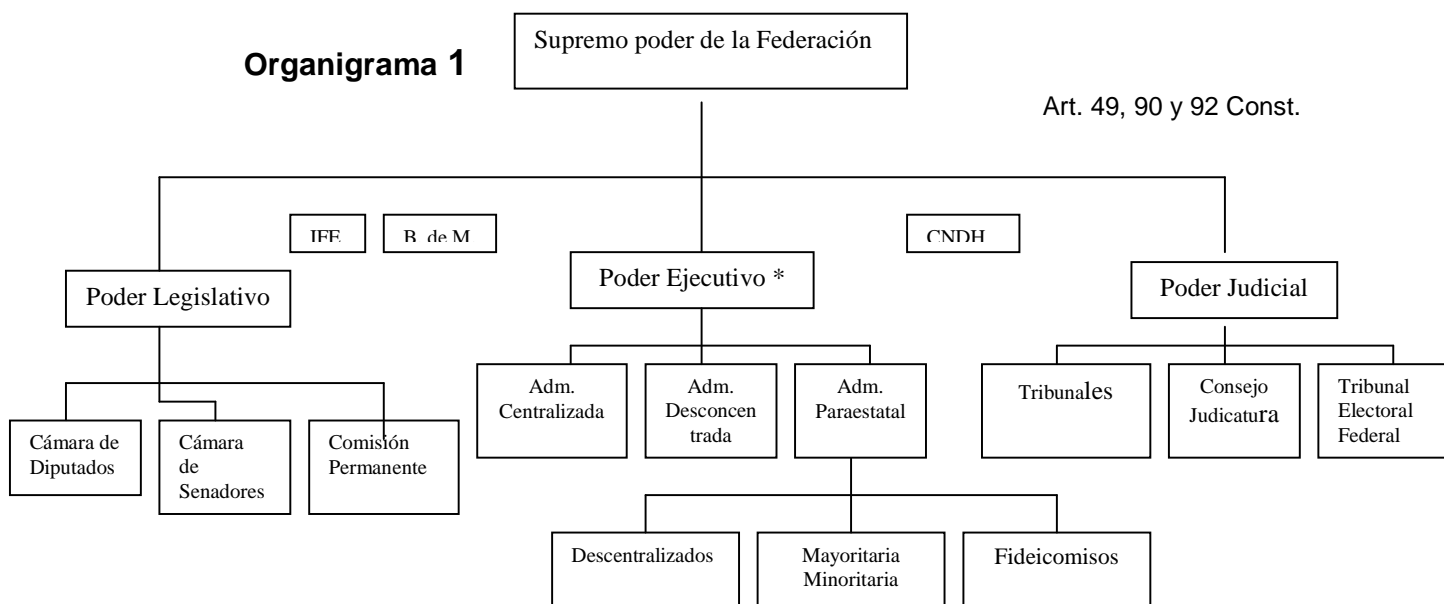 Supremo poder de la Federación
Organigrama 1
Art. 49, 90 y 92 Const.
IFE
B. de M
CNDH
Poder Legislativo
Poder Ejecutivo *
Poder Judicial
Cámara de
Diputados
Cámara
de
Senadores
Comisión
Permanente
Adm.
Centralizada
Adm.
Desconcen
trada
Adm.
Paraestatal
Tribunales
Consejo
Judicatura
Tribunal
Electoral
Federal
Descentralizados
Mayoritaria
Minoritaria
Fideicomisos